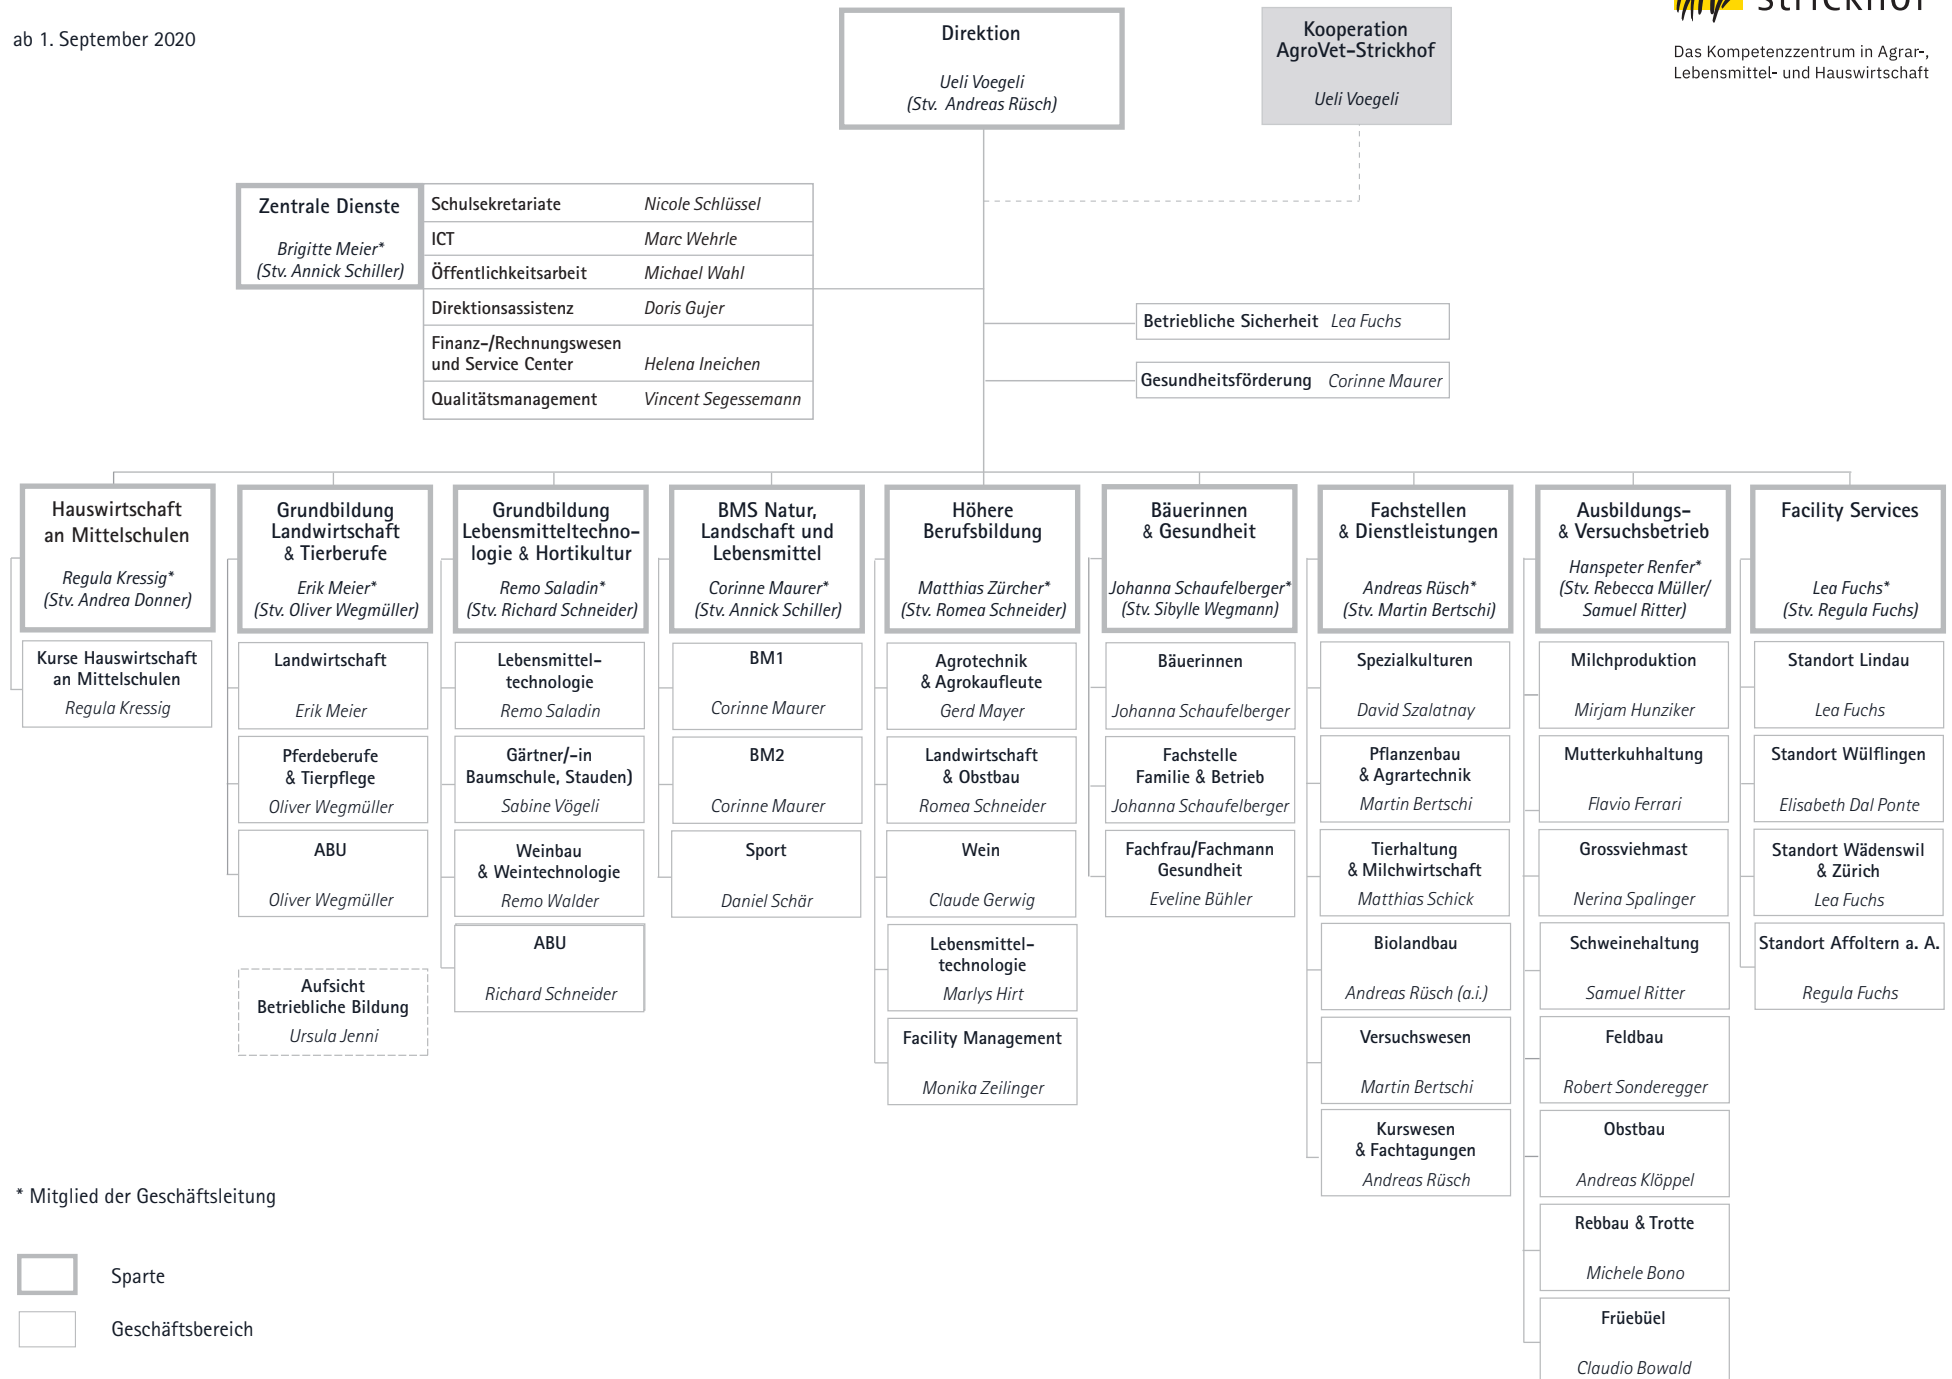 ab 1. September 2020
Direktion
Ueli Voegeli
(Stv. Andreas Rüsch)
Kooperation
AgroVet-Strickhof
Ueli Voegeli
Strickhof
Das Kompetenzzentrum in Agrar-,
Lebensmittel- und Hauswirtschaft
Zentrale Dienste
Brigitte Meier*
(Stv. Annick Schiller)
Schulsekretariate Nicole Schlüssel
ICT Marc Wehrle
Öffentlichkeitsarbeit Michael Wahl
Direktionsassistenz Doris Gujer
Finanz-/Rechnungswesen
und Service Center Helena Ineichen
Qualitätsmanagement Vincent Segessemann
Betriebliche Sicherheit Lea Fuchs
Gesundheitsförderung Corinne Maurer
Hauswirtschaft
an Mittelschulen
Regula Kressig*
(Stv. Andrea Donner)
Kurse Hauswirtschaft
an Mittelschulen
Regula Kressig
Grundbildung
Landwirtschaft
& Tierberufe
Erik Meier*
(Stv. Oliver Wegmüller)
Landwirtschaft
Erik Meier
Pferdeberufe
& Tierpflege
Oliver Wegmüller
ABU
Oliver Wegmüller
Aufsicht
Betriebliche Bildung
Ursula Jenni
Grundbildung
Lebensmitteltechno-
logie & Hortikultur
Remo Saladin*
(Stv. Richard Schneider)
Lebensmittel-
technologie
Remo Saladin
Gärtner/-in
Baumschule, Stauden)
Sabine Vögeli
Weinbau
& Weintechnologie
Remo Walder
ABU
Richard Schneider
BMS Natur,
Landschaft und
Lebensmittel
Corinne Maurer*
(Stv. Annick Schiller)
BM1
Corinne Maurer
BM2
Corinne Maurer
Sport
Daniel Schär
Höhere
Berufsbildung
Matthias Zürcher*
(Stv. Romea Schneider)
Agrotechnik
& Agrokaufleute
Gerd Mayer
Landwirtschaft
& Obstbau
Romea Schneider
Wein
Claude Gerwig
Lebensmittel-
technologie
Marlys Hirt
Facility Management
Monika Zeilinger
Bäuerinnen
& Gesundheit
Johanna Schaufelberger*
(Stv. Sibylle Wegmann)
Bäuerinnen
Johanna Schaufelberger
Fachstelle
Familie & Betrieb
Johanna Schaufelberger
Fachfrau/Fachmann
Gesundheit
Eveline Bühler
Fachstellen
& Dienstleistungen
Andreas Rüsch*
(Stv. Martin Bertschi)
Spezialkulturen
David Szalatnay
Pflanzenbau
& Agrartechnik
Martin Bertschi
Tierhaltung
& Milchwirtschaft
Matthias Schick
Biolandbau
Andreas Rüsch (a.i.)
Versuchswesen
Martin Bertschi
Kurswesen
& Fachtagungen
Andreas Rüsch
Ausbildungs-
& Versuchsbetrieb
Hanspeter Renfer*
(Stv. Rebecca Müller/
Samuel Ritter)
Milchproduktion
Mirjam Hunziker
Mutterkuhhaltung
Flavio Ferrari
Grossviehmast
Nerina Spalinger
Schweinehaltung
Samuel Ritter
Feldbau
Robert Sonderegger
Obstbau
Andreas Klöppel
Rebbau & Trotte
Michele Bono
Früebüel
Claudio Bowald
Facility Services
Lea Fuchs*
(Stv. Regula Fuchs)
Standort Lindau
Lea Fuchs
Standort Wülflingen
Elisabeth Dal Ponte
Standort Wädenswil
& Zürich
Lea Fuchs
Standort Affoltern a. A.
Regula Fuchs
* Mitglied der Geschäftsleitung
Sparte
Geschäftsbereich